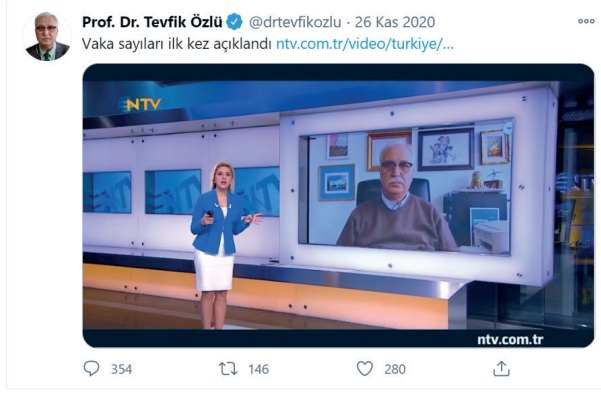 Prof. Dr. Tevfik Özlü @drtevfikozlu · 26 Kas 2020
Vaka sayıları ilk kez açıklandı ntv.com.tr/video/turkiye/...
NTV
ntv.com.tr
354 146 280